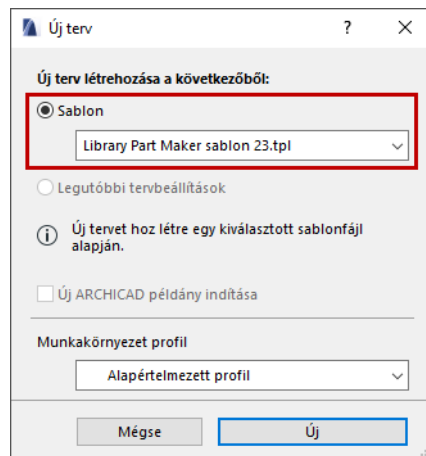 Új terv
Új terv létrehozása a következőből:
Sablon
Library Part Maker sablon 23.tpl
Legutóbbi tervbeállítások
Új tervet hoz létre egy kiválasztott sablonfájl
alapján.
Új ARCHICAD példány indítása
Munkakörnyezet profil
Alapértelmezett profil
Mégse Új